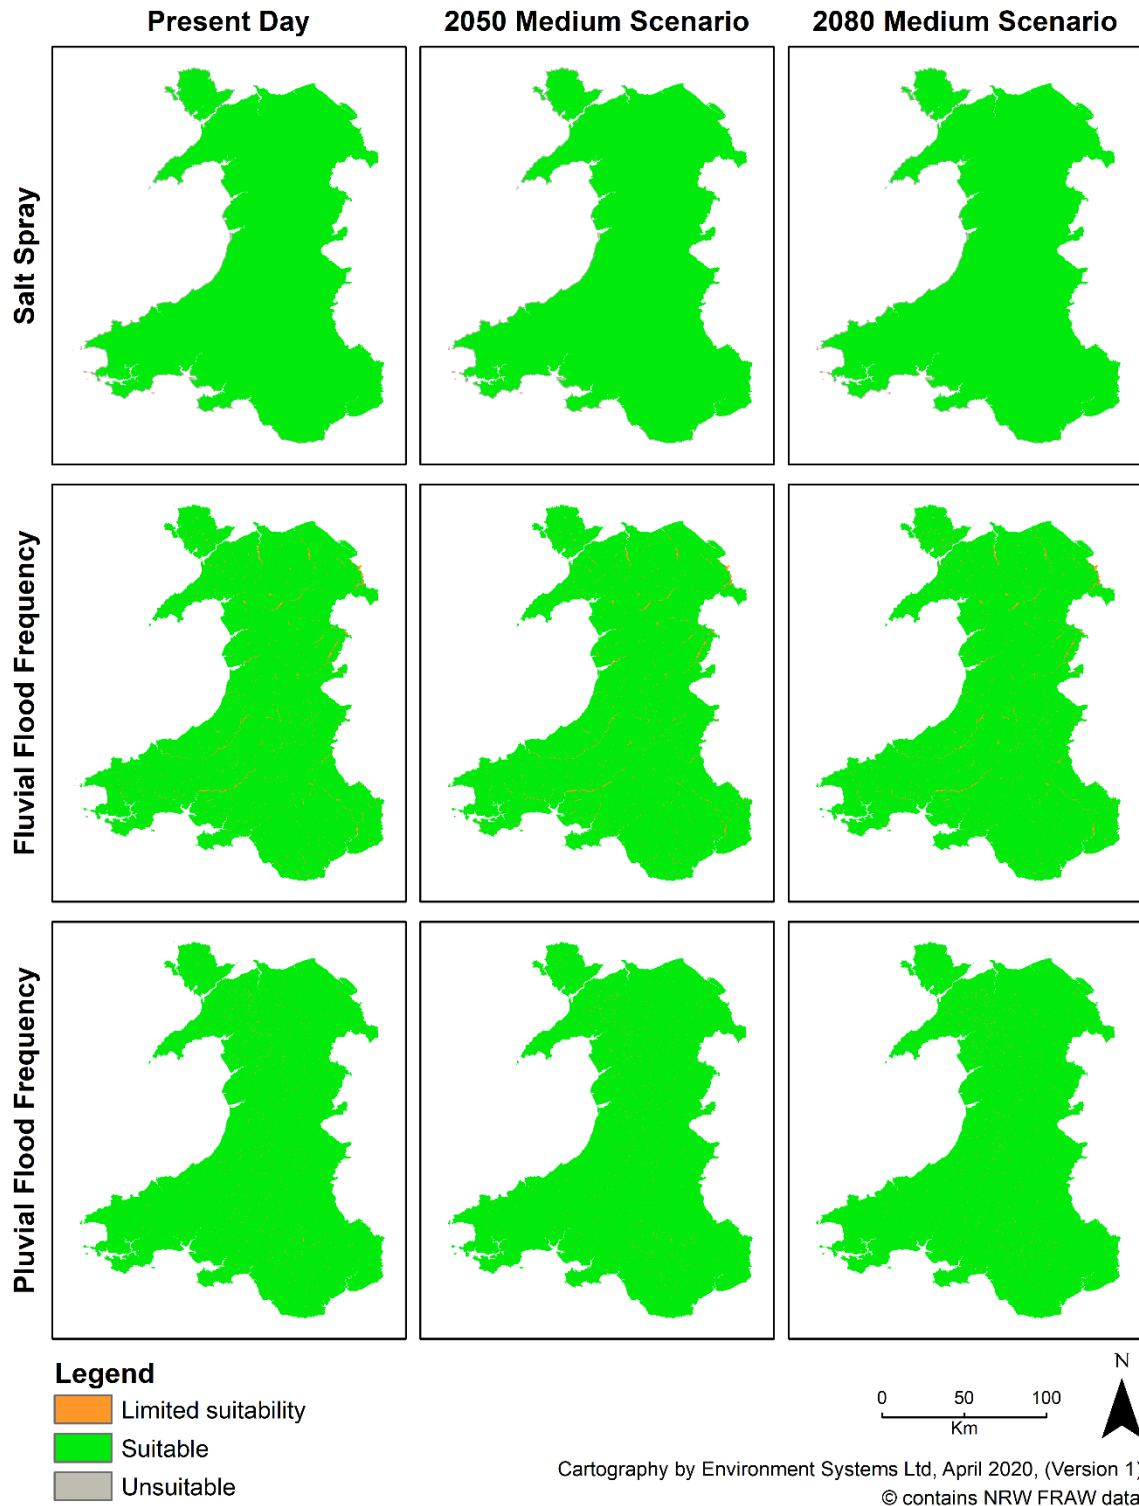 Present Day
2050 Medium Scenario
2080 Medium Scenario
Salt Spray
Fluvial Flood Frequency
Pluvial Flood Frequency
Legend
Limited suitability
Suitable
Unsuitable
0 50 100
Km
N
Cartography by Environment Systems Ltd, April 2020, (Version 1)
© contains NRW FRAW data